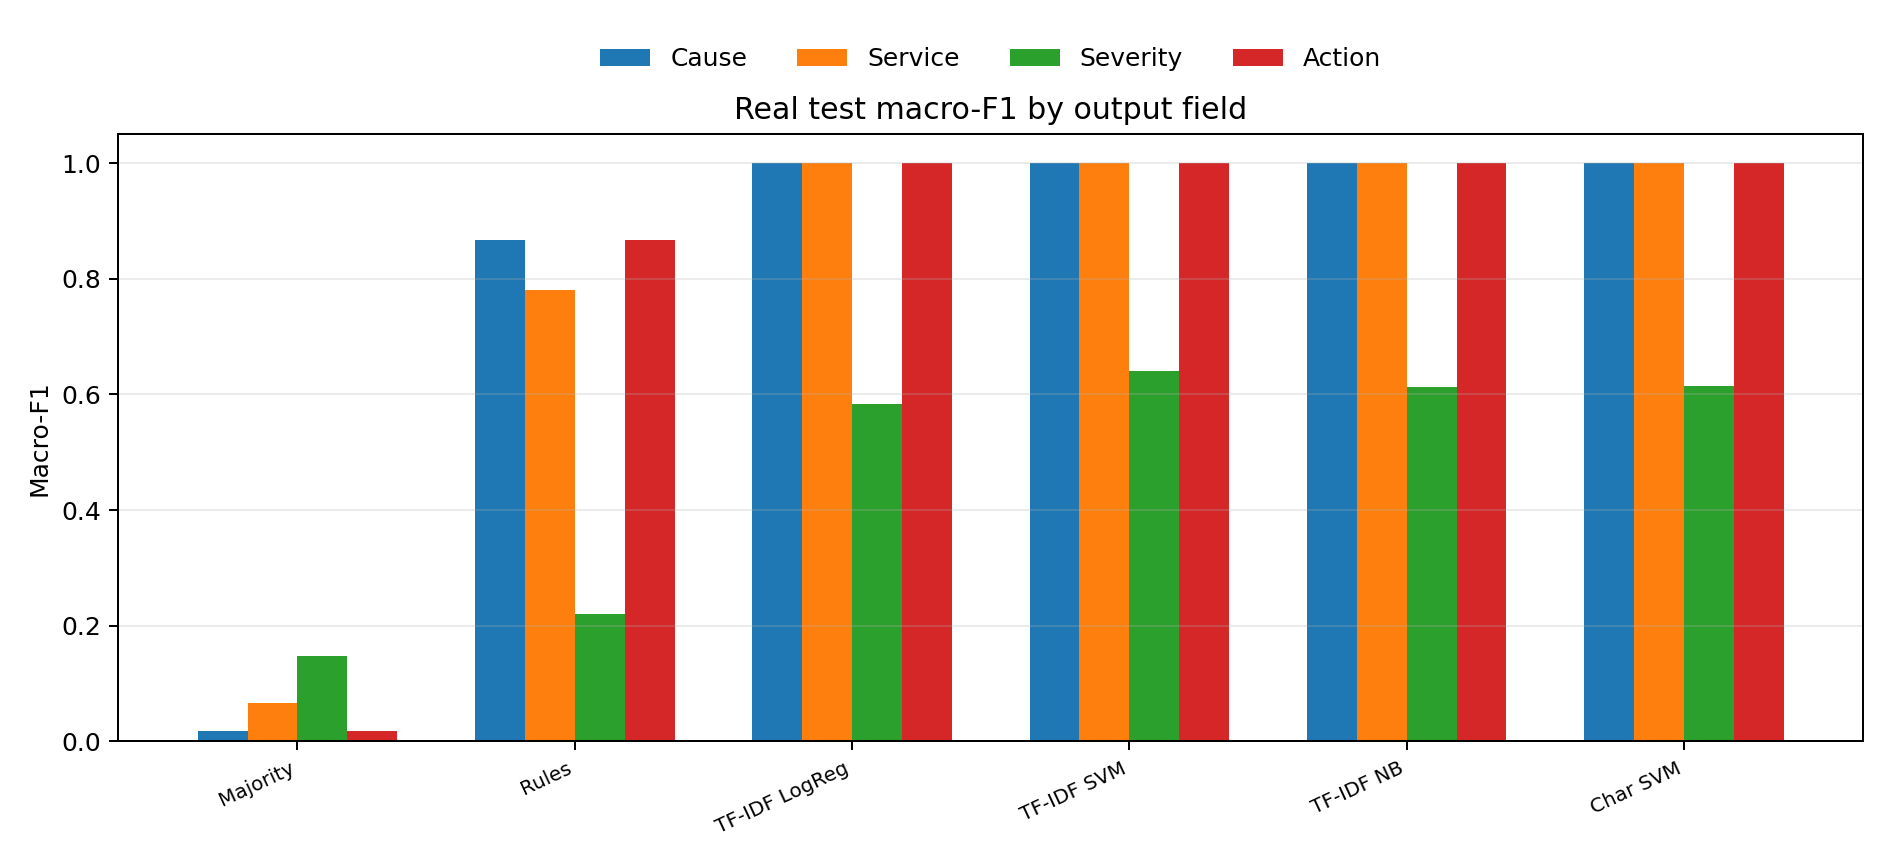 Cause Service Severity Action
Real test macro-F1 by output field
1.0
0.8
0.6
0.4
0.2
0.0
Macro-F1
Majority Rules TF-IDF LogReg TF-IDF SVM TF-IDF NB Char SVM